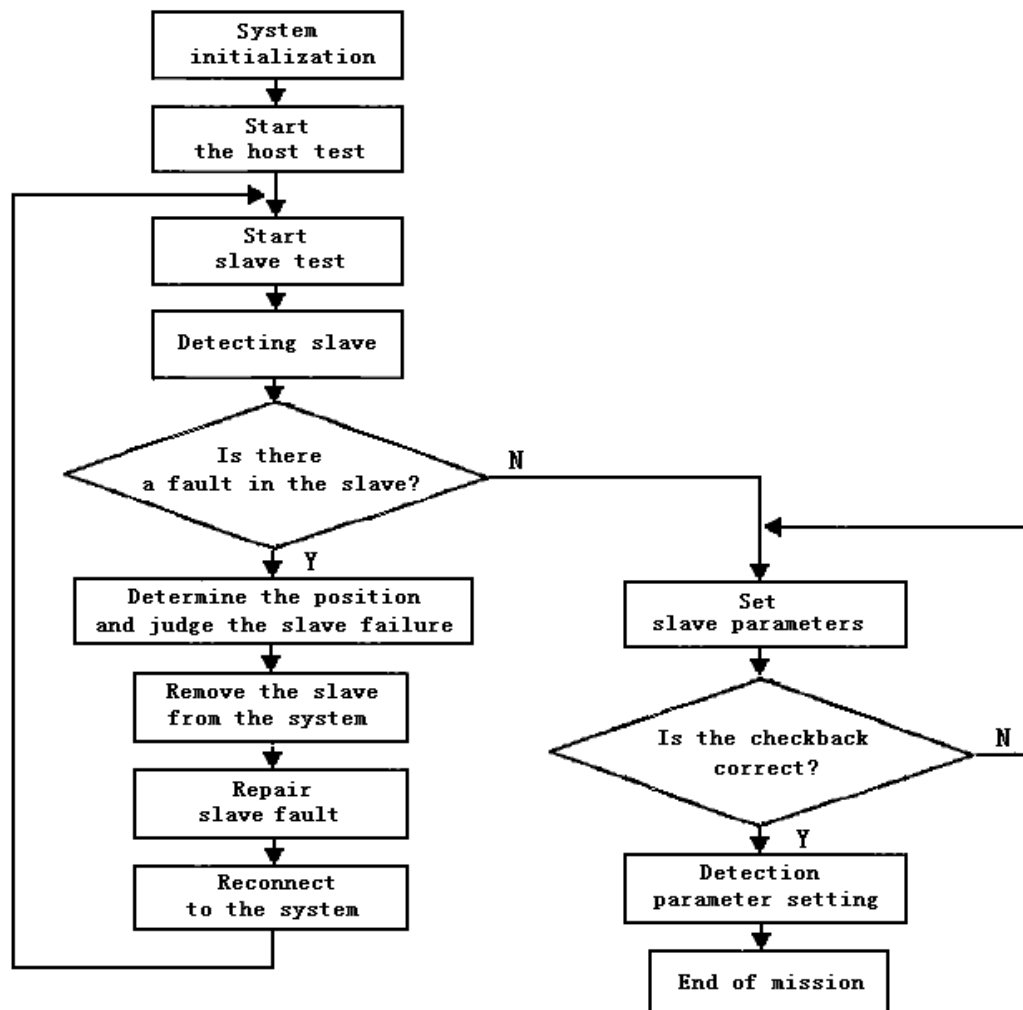 System
initialization
Start
the host test
Start
slave test
Detecting slave
Is there
a fault in the slave?
N
Y
Determine the position
and judge the slave failure
Remove the slave
from the system
Repair
slave fault
Reconnect
to the system
Set
slave parameters
Is the checkback
correct?
N
Y
Detection
parameter setting
End of mission